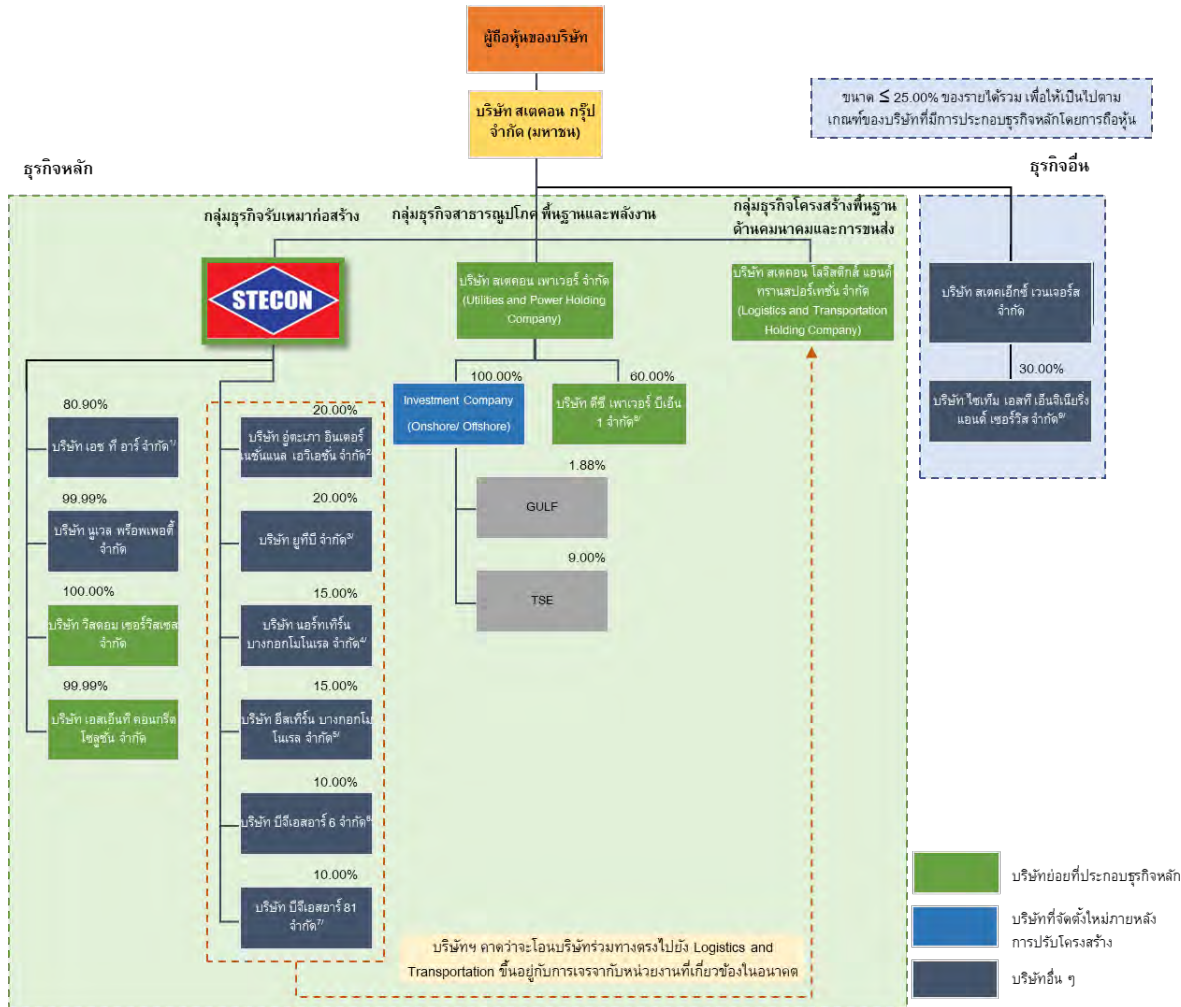 ผู้ถือหุ้นของบริษัท
บริษัท สเตคอน กรุ๊ป
จำกัด (มหาชน)
ขนาด ≤ 25.00% ของรายได้รวม เพื่อให้เป็นไปตาม
เกณฑ์ของบริษัทที่มีการประกอบธุรกิจหลักโดยการถือหุ้น
ธุรกิจหลัก
ธุรกิจอื่น
กลุ่มธุรกิจรับเหมาก่อสร้าง
กลุ่มธุรกิจสาธารณูปโภค พื้นฐานและพลังงาน
กลุ่มธุรกิจโครงสร้างพื้นฐาน
ด้านคมนาคมและการขนส่ง
STECON
บริษัท สเตคอน เพาเวอร์ จำกัด
(Utilities and Power Holding
Company)
บริษัท สเตคอน โลจิสติกส์ แอนด์
ทรานสปอร์เทชั่น จำกัด
(Logistics and Transportation
Holding Company)
บริษัท สเตคเอ็กซ์ เวนเจอร์ส
จำกัด
80.90%
บริษัท เอช ที อาร์ จำกัด¹/
99.99%
บริษัท นูเวล พร็อพเพอตี้
จำกัด
100.00%
บริษัท วิสดอม เซอร์วิสเซส
จำกัด
99.99%
บริษัท เอสเอ็นที คอนกรีต
โซลูชั่น จำกัด
20.00%
บริษัท อู่ตะเภา อินเตอร์
เนชั่นแนล เอวิเอชั่น จำกัด²
20.00%
บริษัท ยูทีบี จำกัด³/
15.00%
บริษัท นอร์ทเทิร์น
บางกอกโมโนเรล จำกัด⁴/
15.00%
บริษัท อีสเทิร์น บางกอกโม
โนเรล จำกัด⁵/
10.00%
บริษัท บีจีเอสอาร์ 6 จำกัด⁶
10.00%
บริษัท บีจีเอสอาร์ 81
จำกัด⁷/
100.00%
Investment Company
(Onshore/ Offshore)
60.00%
บริษัท ดีซี เพาเวอร์ บีเอ็น
1 จำกัด⁸/
1.88%
GULF
9.00%
TSE
30.00%
บริษัท ไซเท็ม เอสที เอ็นจิเนียริ่ง
แอนด์ เซอร์วิส จำกัด⁹/
บริษัทฯ คาดว่าจะโอนบริษัทร่วมทางตรงไปยัง Logistics and
Transportation ขึ้นอยู่กับการเจรจากับหน่วยงานที่เกี่ยวข้องในอนาคต
บริษัทย่อยที่ประกอบธุรกิจหลัก
บริษัทที่จัดตั้งใหม่ภายหลัง
การปรับโครงสร้าง
บริษัทอื่น ๆ